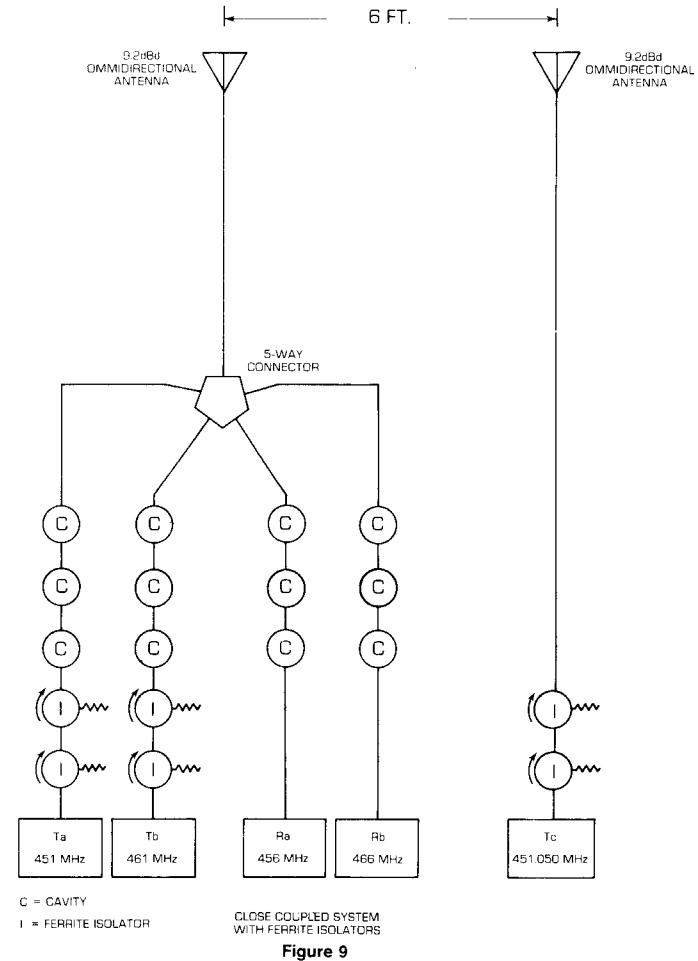 6 FT.
9.2dBd
OMMIDIRECTIONAL
ANTENNA
9.2dBd
OMMIDIRECTIONAL
ANTENNA
5-WAY
CONNECTOR
C
C
C
C
C
C
C
C
C
C
C
C
I
I
I
I
I
I
Ta
451 MHz
Tb
461 MHz
Ra
456 MHz
Rb
466 MHz
Tc
451.050 MHz
C = CAVITY
I = FERRITE ISOLATOR
CLOSE COUPLED SYSTEM
WITH FERRITE ISOLATORS
Figure 9